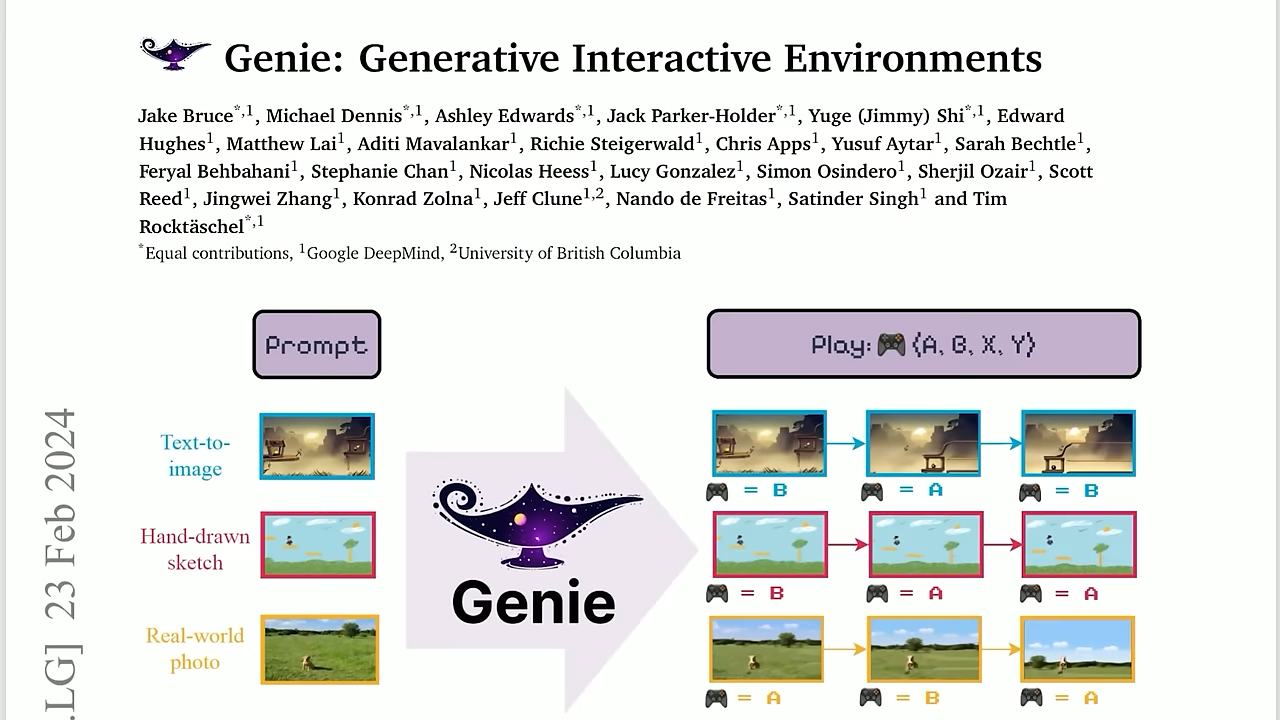 Genie: Generative Interactive Environments
Jake Bruce*,1, Michael Dennis*,1, Ashley Edwards*,1, Jack Parker-Holder*,1, Yuge (Jimmy) Shi*,1, Edward
Hughes1, Matthew Lai1, Aditi Mavalankar1, Richie Steigerwald1, Chris Apps1, Yusuf Aytar1, Sarah Bechtle1,
Feryal Behbahani1, Stephanie Chan1, Nicolas Heess1, Lucy Gonzalez1, Simon Osindero1, Sherjil Ozair1, Scott
Reed1, Jingwei Zhang1, Konrad Zolna1, Jeff Clune1,2, Nando de Freitas1, Satinder Singh1 and Tim
Rocktäschel*,1
*Equal contributions, 1Google DeepMind, 2University of British Columbia
Prompt
Play: {A, B, X, Y}
Text-to-
image
= B
= A
= B
Hand-drawn
sketch
= B
= A
= A
Genie
Real-world
photo
= A
= B
= A
.LG] 23 Feb 2024